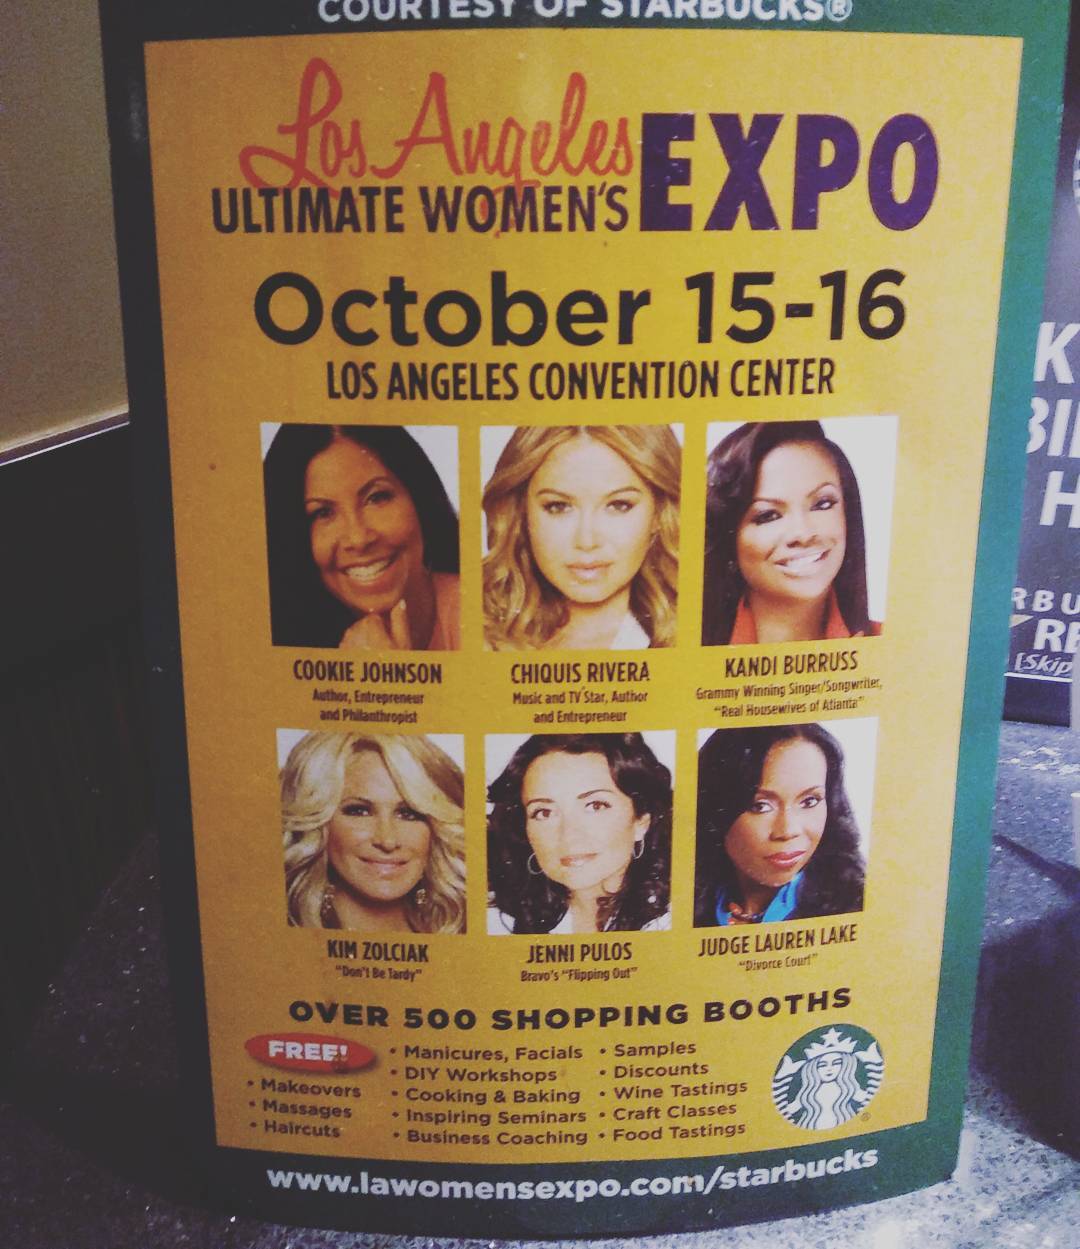 COURTESY OF STARBUCKS®
Los Angeles
ULTIMATE WOMEN'S EXPO
October 15-16
LOS ANGELES CONVENTION CENTER
COOKIE JOHNSON
Author, Entrepreneur
and Philanthropist
CHIQUIS RIVERA
Music and TV Star, Author
and Entrepreneur
KANDI BURRUSS
Grammy Winning Singer/Songwriter,
"Real Housewives of Atlanta"
KIM ZOLCIAK
"Don't Be Tardy"
JENNI PULOS
Bravo's "Flipping Out"
JUDGE LAUREN LAKE
"Divorce Court"
OVER 500 SHOPPING BOOTHS
FREE!
• Makeovers
• Massages
• Haircuts
• Manicures, Facials
• DIY Workshops
• Cooking & Baking
• Inspiring Seminars
• Business Coaching
• Samples
• Discounts
• Wine Tastings
• Craft Classes
• Food Tastings
®
www.lawomensexpo.com/starbucks
K
H
[Skip